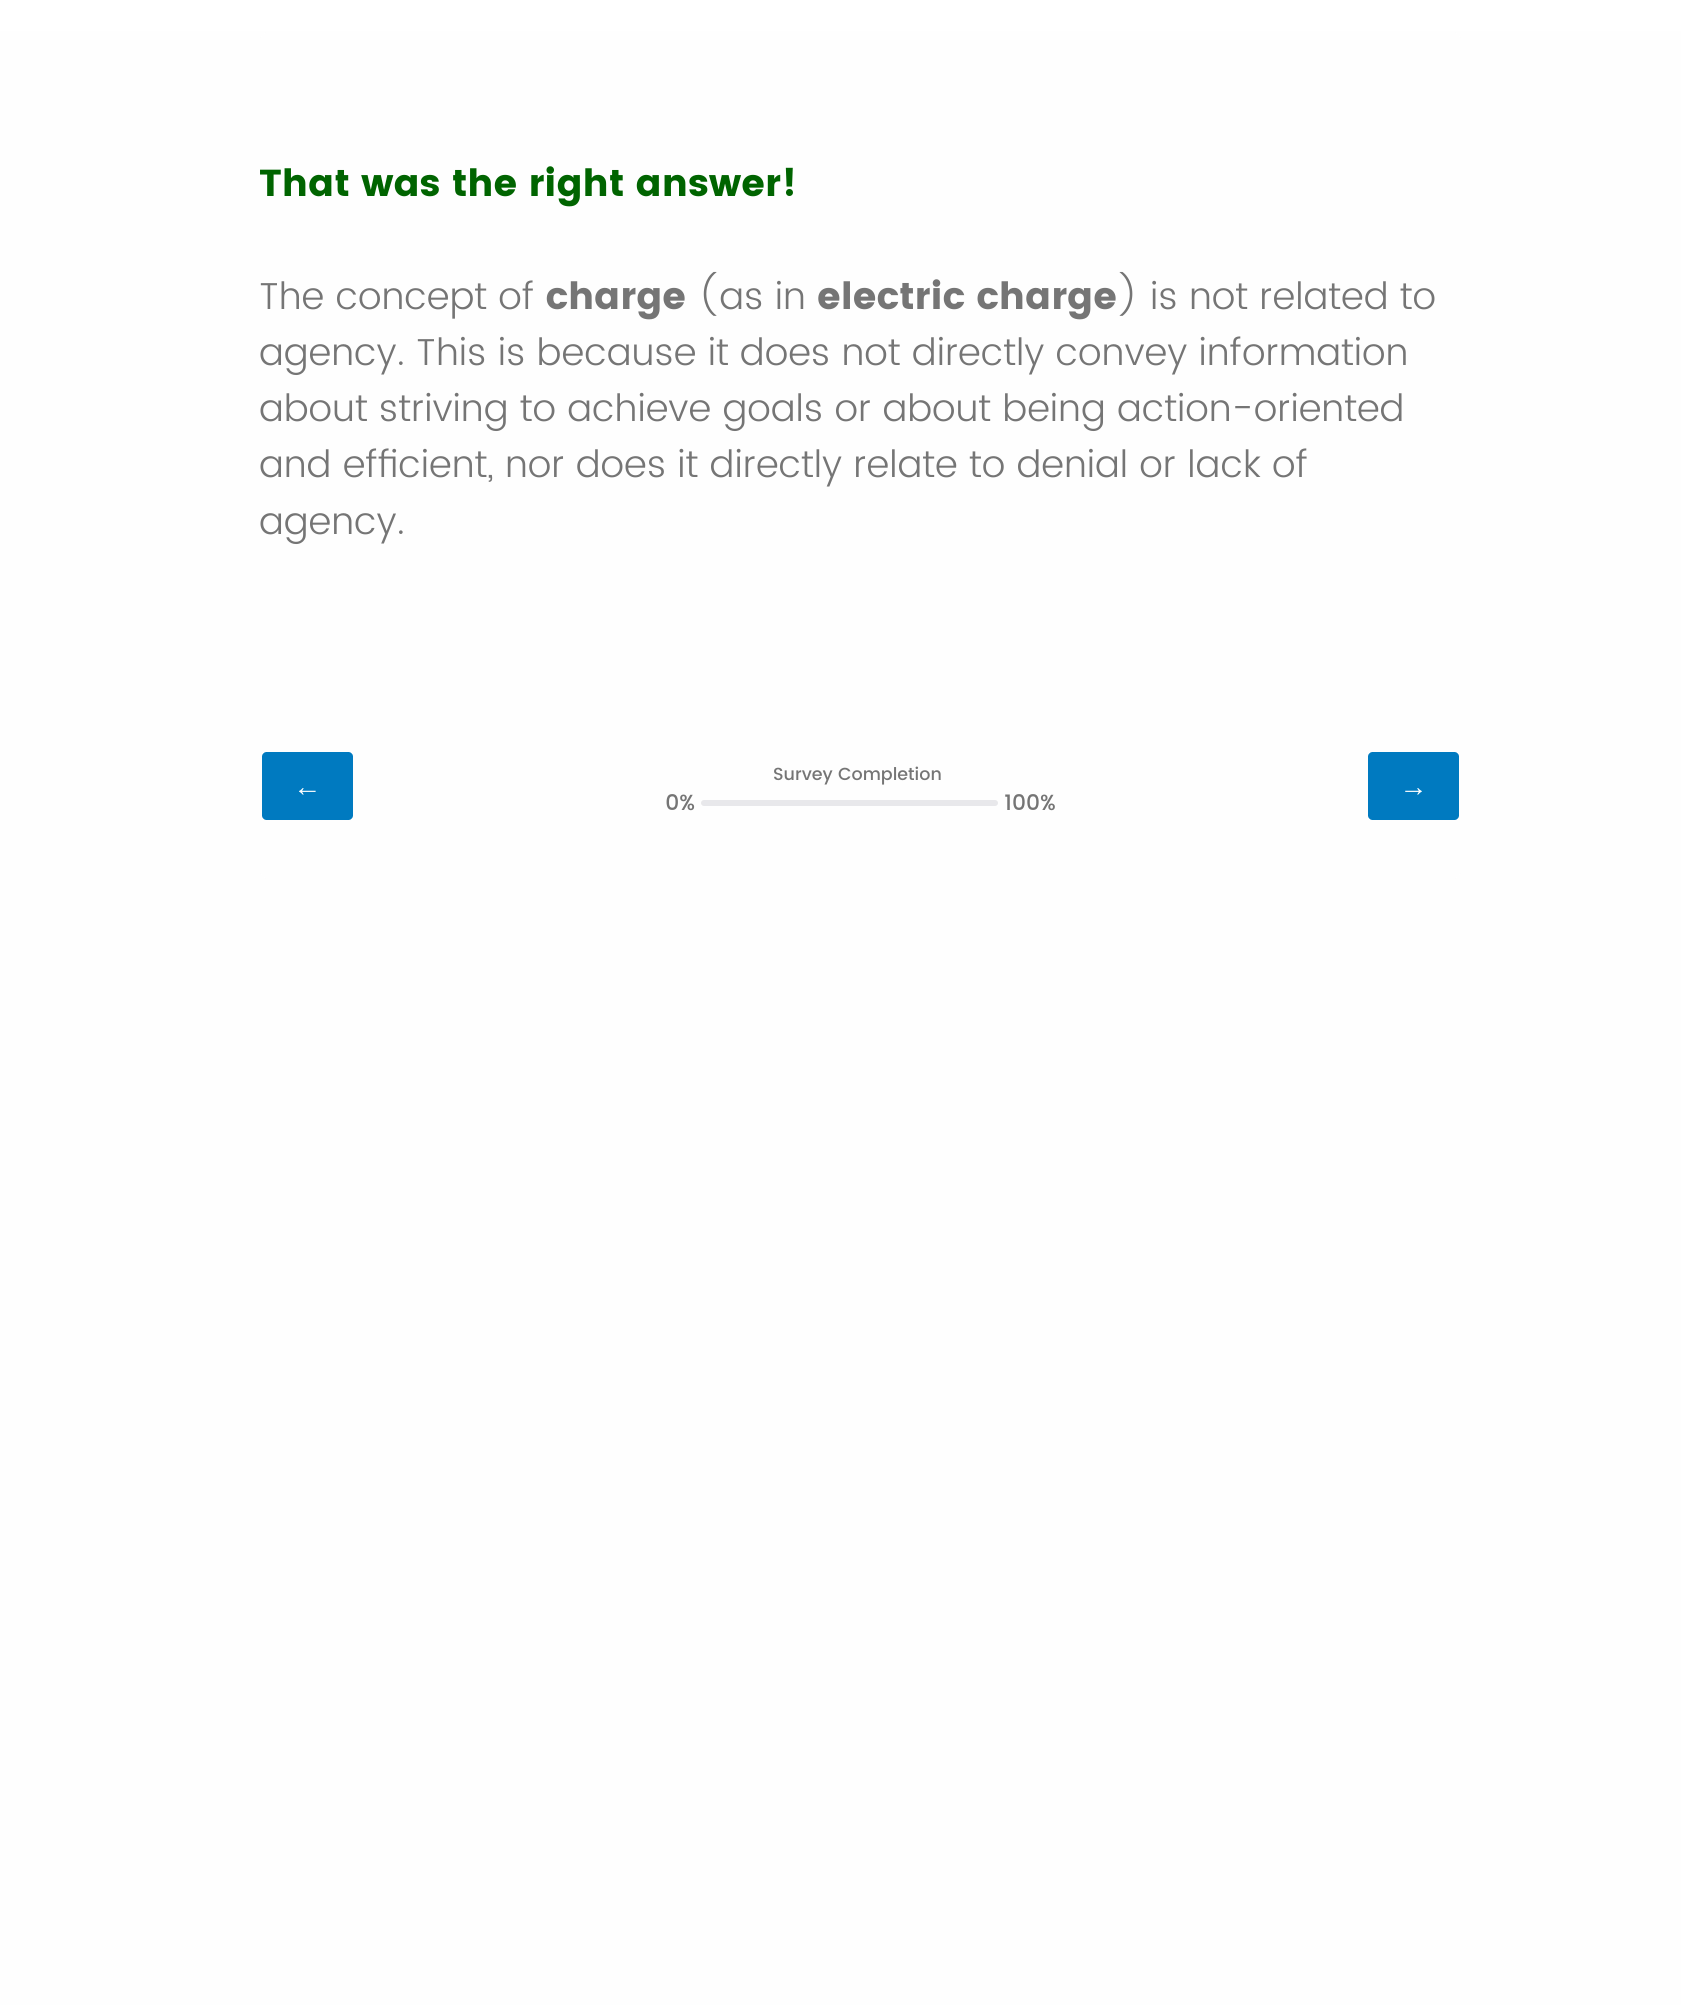 That was the right answer!
The concept of charge (as in electric charge) is not related to
agency. This is because it does not directly convey information
about striving to achieve goals or about being action-oriented
and efficient, nor does it directly relate to denial or lack of
agency.
←
Survey Completion
0% 100%
→